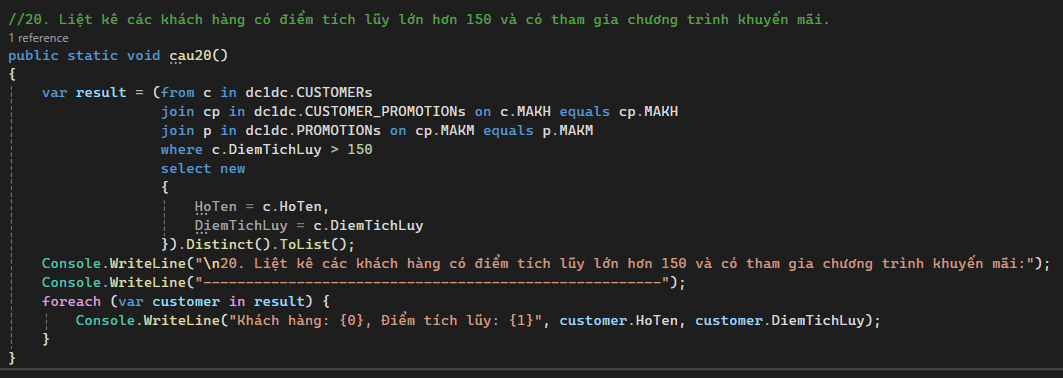 //20. Liệt kê các khách hàng có điểm tích lũy lớn hơn 150 và có tham gia chương trình khuyến mãi.
1 reference
public static void cau20()
{
    var result = (from c in dc1dc.CUSTOMERs
                  join cp in dc1dc.CUSTOMER_PROMOTIONs on c.MAKH equals cp.MAKH
                  join p in dc1dc.PROMOTIONs on cp.MAKM equals p.MAKM
                  where c.DiemTichLuy > 150
                  select new
                  {
                      HoTen = c.HoTen,
                      DiemTichLuy = c.DiemTichLuy
                  }).Distinct().ToList();
    Console.WriteLine("\n20. Liệt kê các khách hàng có điểm tích lũy lớn hơn 150 và có tham gia chương trình khuyến mãi:");
    Console.WriteLine("------------------------------------------------------");
    foreach (var customer in result) {
        Console.WriteLine("Khách hàng: {0}, Điểm tích lũy: {1}", customer.HoTen, customer.DiemTichLuy);
    }
}